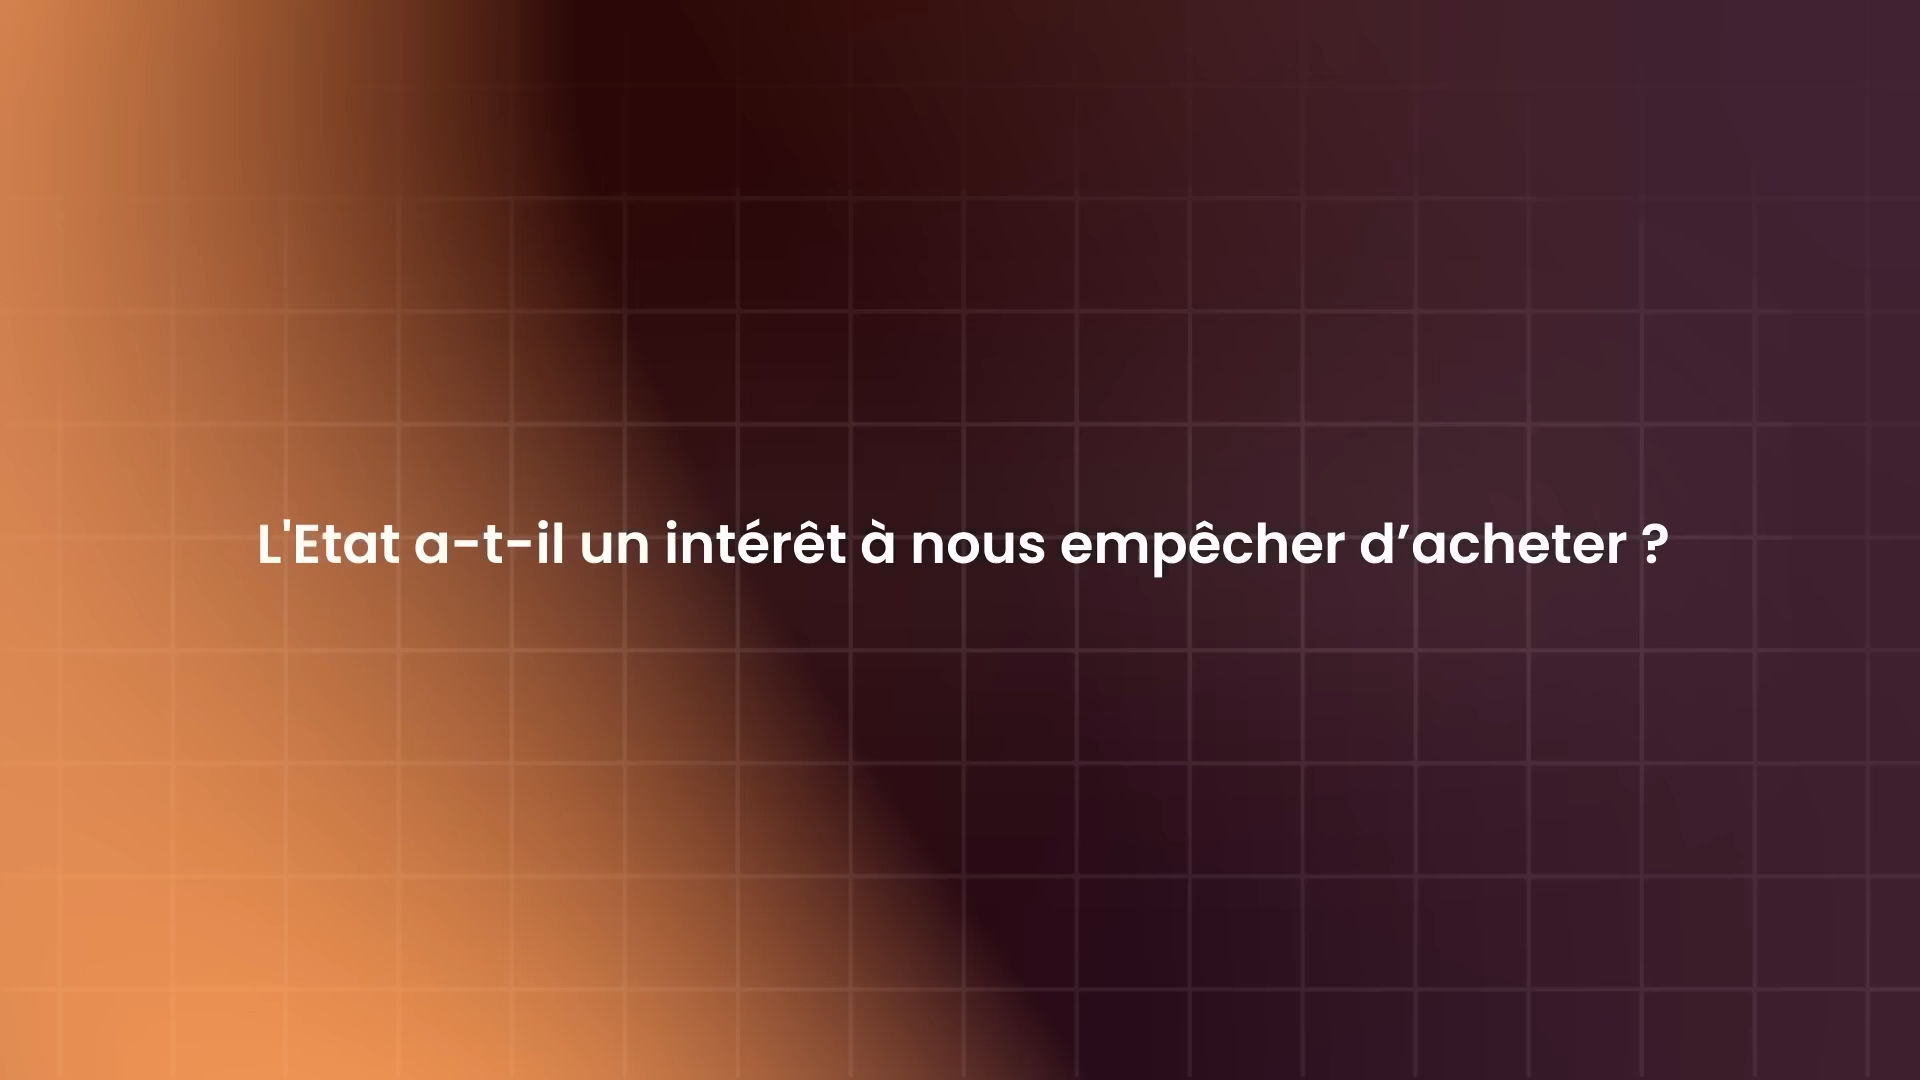 L'Etat a-t-il un intérêt à nous empêcher d’acheter ?